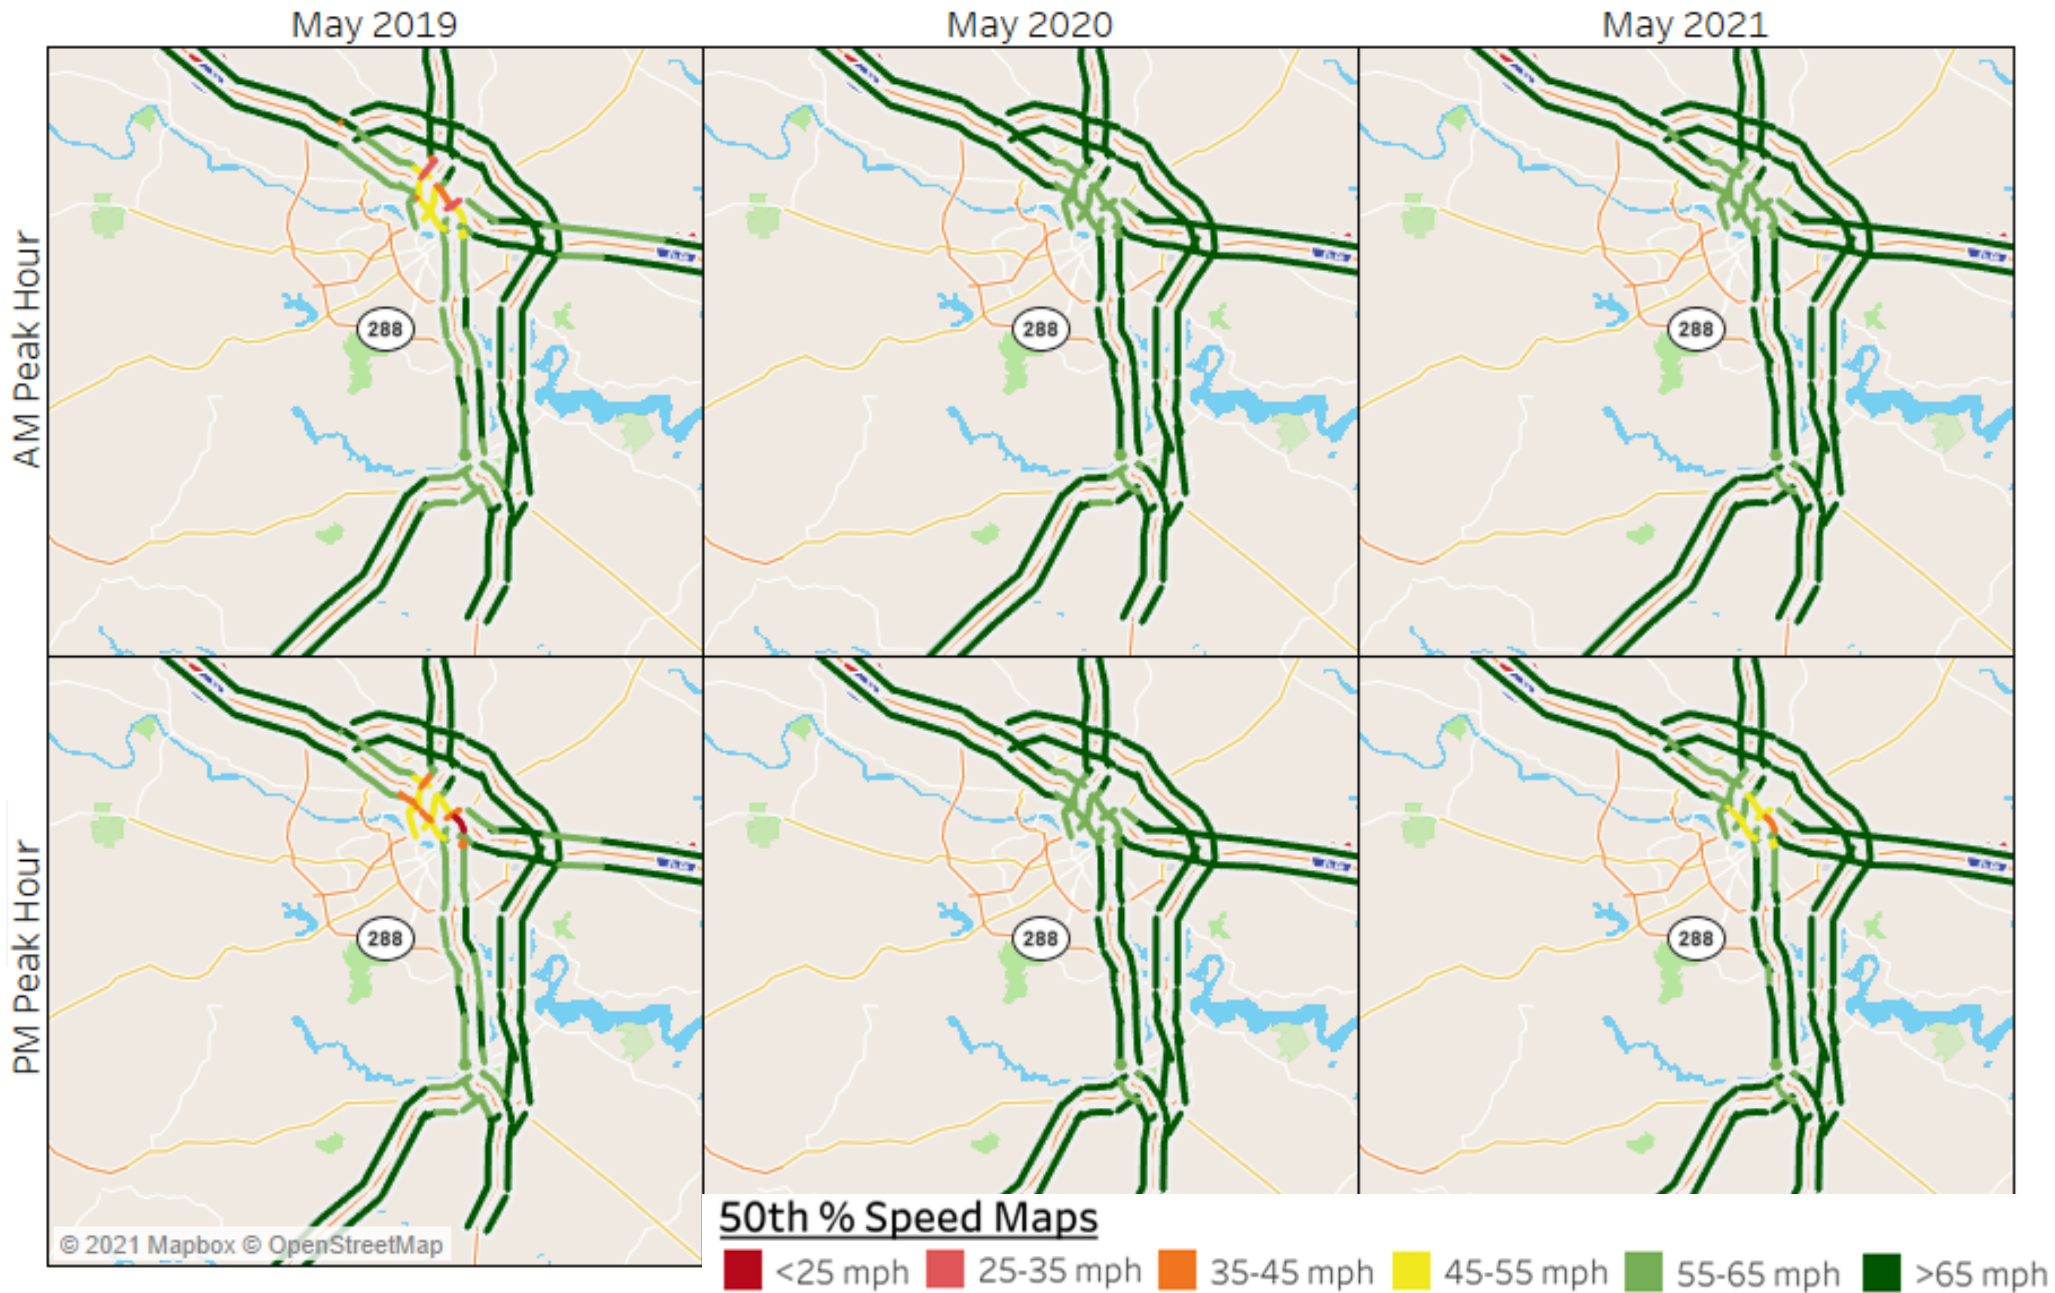 May 2019
May 2020
May 2021
AM Peak Hour
288
288
288
PM Peak Hour
288
288
288
© 2021 Mapbox © OpenStreetMap
50th % Speed Maps
<25 mph
25-35 mph
35-45 mph
45-55 mph
55-65 mph
>65 mph